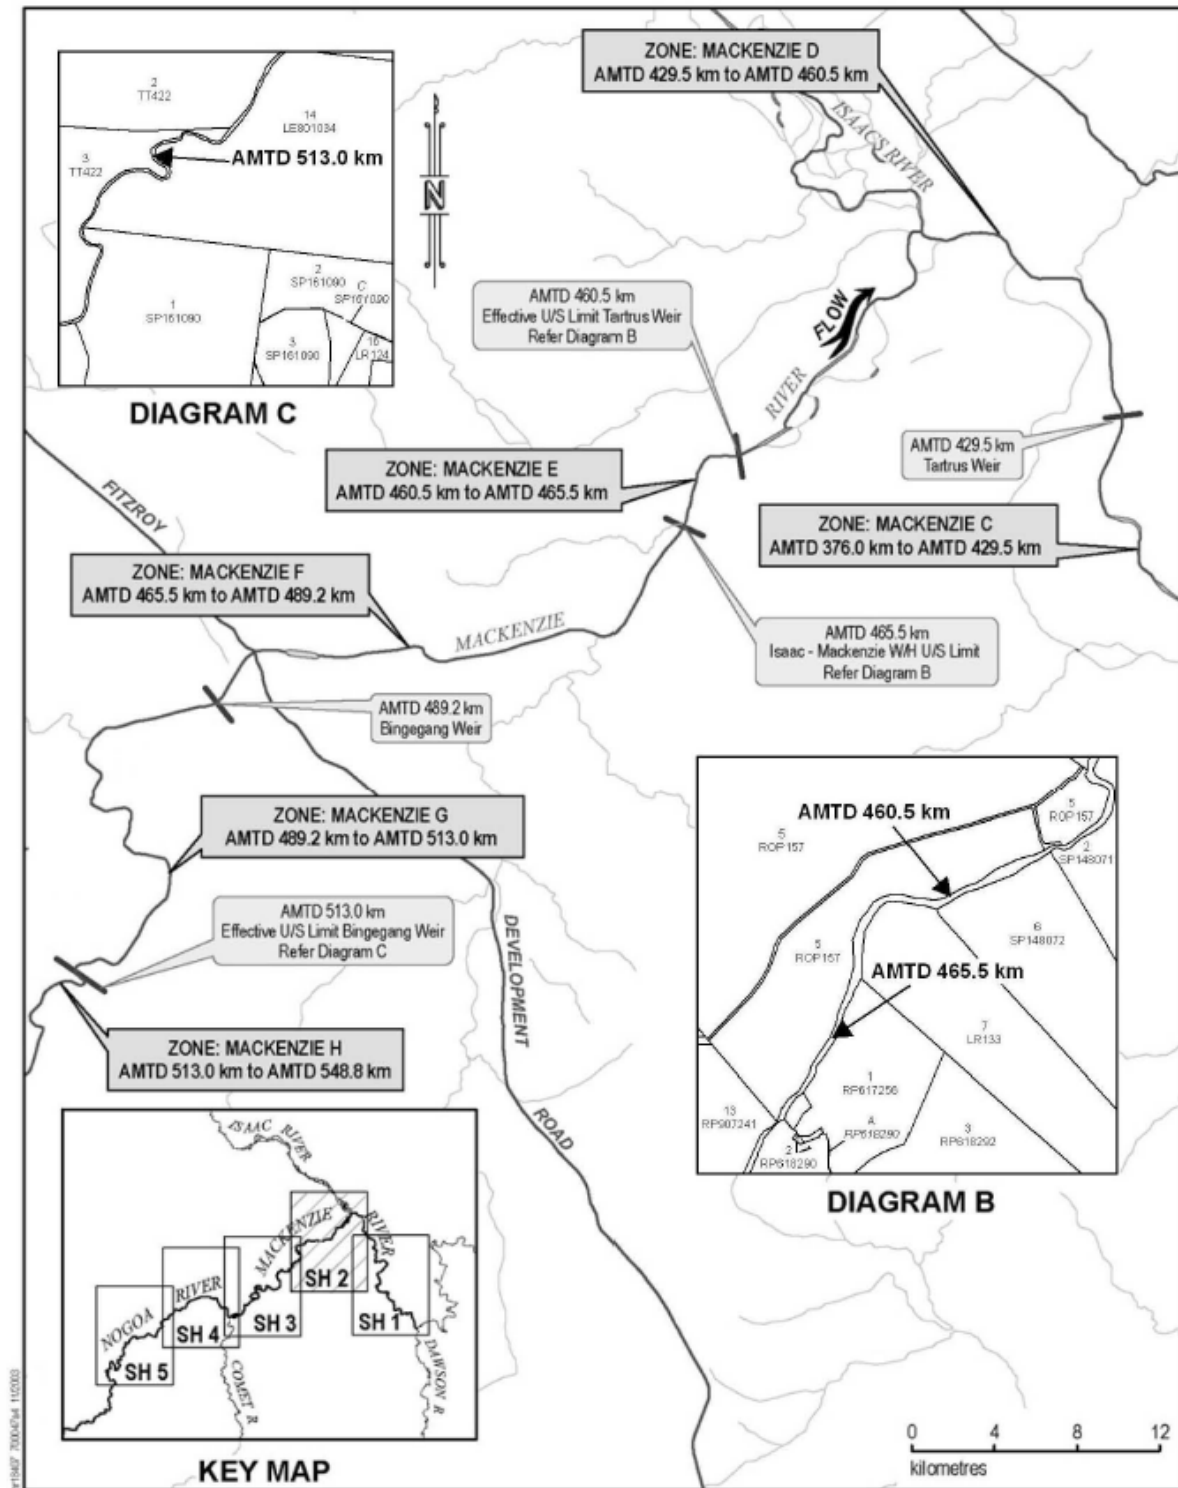 ZONE: MACKENZIE D
AMTD 429.5 km to AMTD 460.5 km
2
TT422
14
LE801034
3
TT422
AMTD 513.0 km
2
SP161090
C
SP161090
1
SP161090
3
SP161090
16
LR124
DIAGRAM C
N
ISAACS RIVER
AMTD 460.5 km
Effective U/S Limit Tartrus Weir
Refer Diagram B
FLOW
RIVER
AMTD 429.5 km
Tartrus Weir
ZONE: MACKENZIE E
AMTD 460.5 km to AMTD 465.5 km
FITZROY
ZONE: MACKENZIE C
AMTD 376.0 km to AMTD 429.5 km
ZONE: MACKENZIE F
AMTD 465.5 km to AMTD 489.2 km
MACKENZIE
AMTD 465.5 km
Isaac - Mackenzie W/H U/S Limit
Refer Diagram B
AMTD 489.2 km
Bingegang Weir
ZONE: MACKENZIE G
AMTD 489.2 km to AMTD 513.0 km
AMTD 513.0 km
Effective U/S Limit Bingegang Weir
Refer Diagram C
DEVELOPMENT
ROAD
ZONE: MACKENZIE H
AMTD 513.0 km to AMTD 548.8 km
AMTD 460.5 km
5
ROP157
5
ROP157
2
SP148071
6
SP148072
5
ROP157
AMTD 465.5 km
7
LR133
1
RP617256
13
RP907241
A
RP618290
3
RP618292
2
RP618290
DIAGRAM B
ISAAC RIVER
MACKENZIE RIVER
NOGOA RIVER
SH 2
SH 3
SH 1
SH 4
SH 5
COMET R
DAWSON R
KEY MAP
0 4 8 12
kilometres